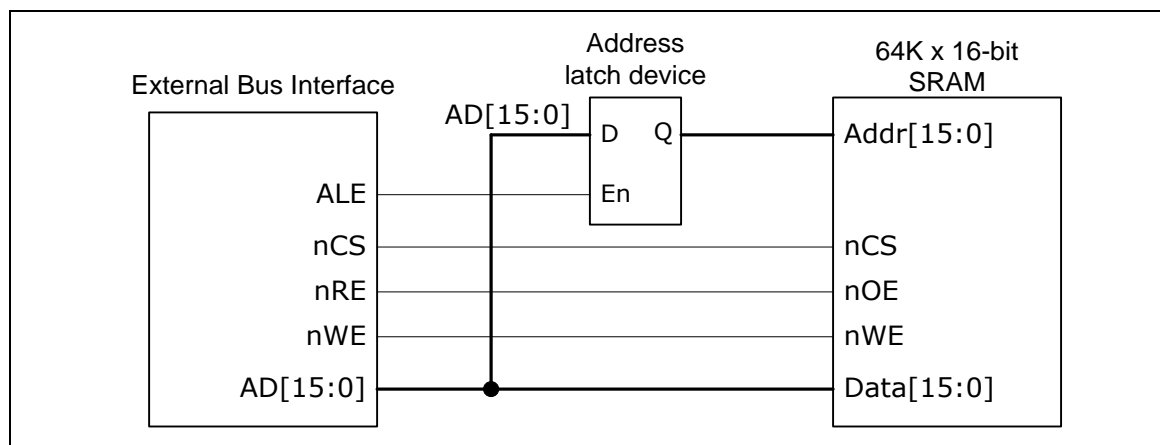 External Bus Interface
Address
latch device
64K x 16-bit
SRAM
AD[15:0]
D
Q
Addr[15:0]
ALE
En
nCS
nCS
nRE
nOE
nWE
nWE
AD[15:0]
Data[15:0]